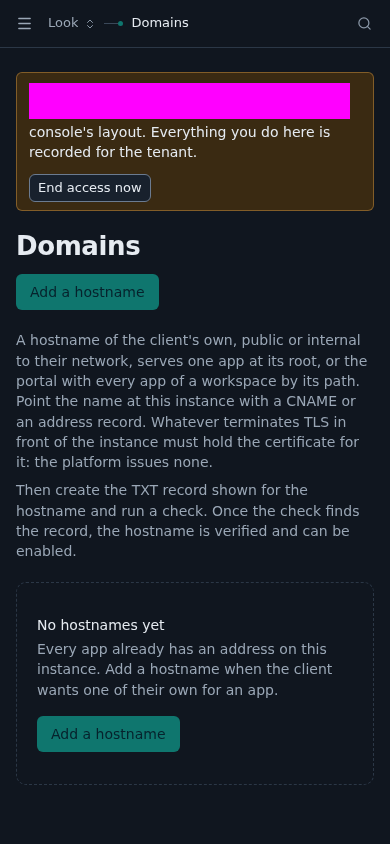 Look
Domains
console's layout. Everything you do here is
recorded for the tenant.
End access now
Domains
Add a hostname
A hostname of the client's own, public or internal
to their network, serves one app at its root, or the
portal with every app of a workspace by its path.
Point the name at this instance with a CNAME or
an address record. Whatever terminates TLS in
front of the instance must hold the certificate for
it: the platform issues none.
Then create the TXT record shown for the
hostname and run a check. Once the check finds
the record, the hostname is verified and can be
enabled.
No hostnames yet
Every app already has an address on this
instance. Add a hostname when the client
wants one of their own for an app.
Add a hostname